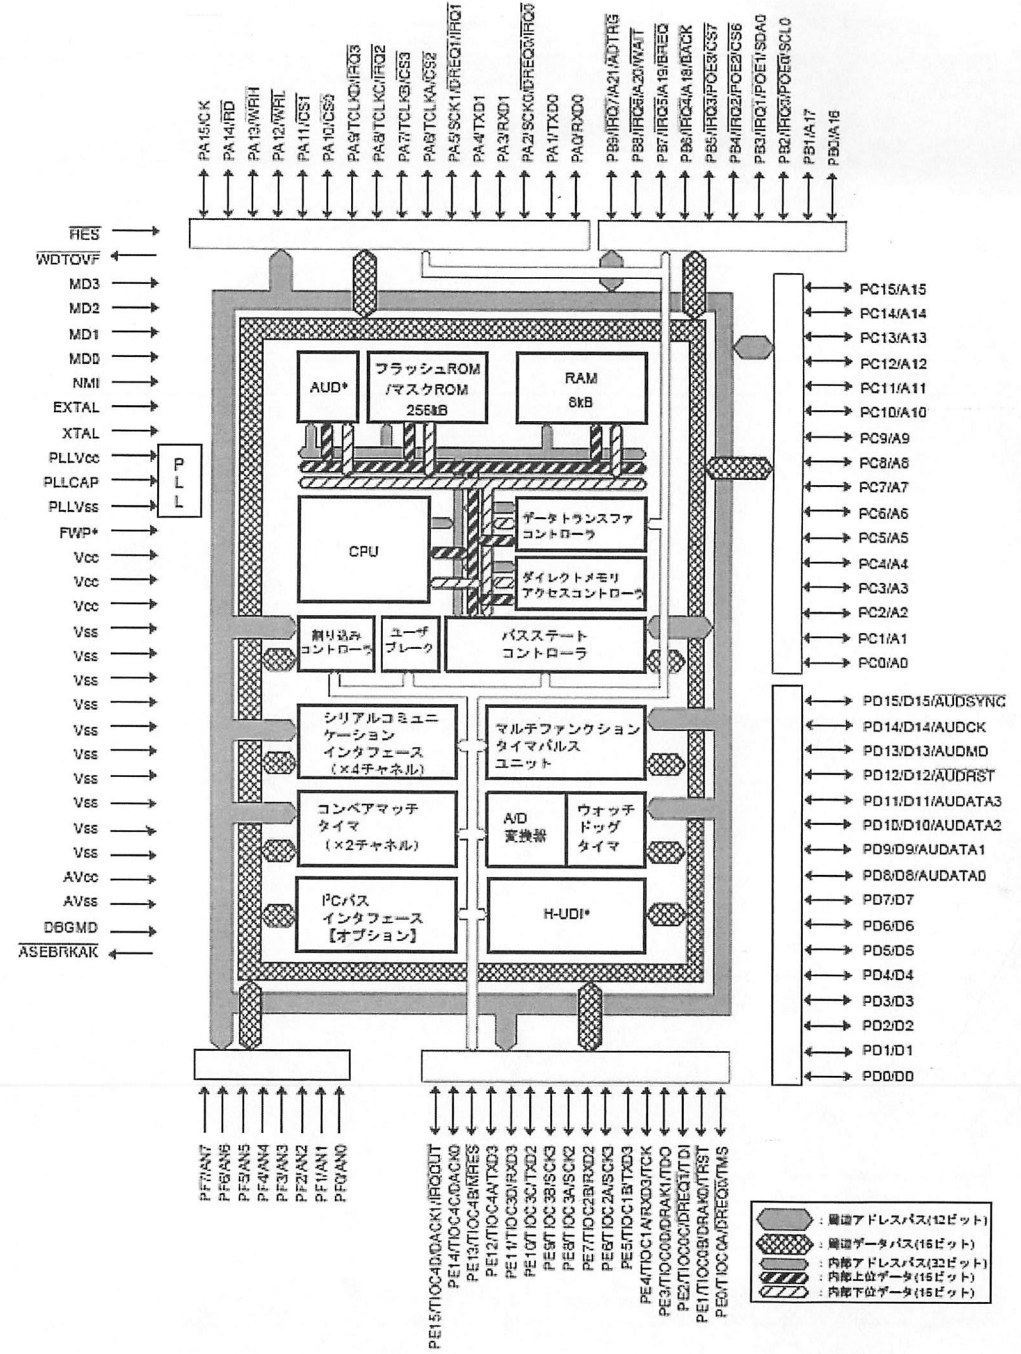 PA15/CK
PA14/RD
PA13/WRH
PA12/WRL
PA11/CS1
PA10/CS0
PA9/TCLKD/IRQ3
PA8/TCLKC/IRQ2
PA7/TCLKB/CS3
PA6/TCLKA/CS2
PA5/SCK1/DREQ1/IRQ1
PA4/TXD1
PA3/RXD1
PA2/SCK0/DREQ0/IRQ0
PA1/TXD0
PA0/RXD0
PB9/IRQ7/A21/ADTRG
PB8/IRQ6/A20/WAIT
PB7/IRQ5/A19/BREQ
PB6/IRQ4/A18/BACK
PB5/IRQ3/POE3/CS7
PB4/IRQ2/POE2/CS6
PB3/IRQ1/POE1/SDA0
PB2/IRQ0/POE0/SCL0
PB1/A17
PB0/A16
RES
WDTOVF
MD3
MD2
MD1
MD0
NMI
EXTAL
XTAL
PLLVcc
PLLCAP
PLLVss
FWP*
Vcc
Vcc
Vcc
Vss
Vss
Vss
Vss
Vss
Vss
Vss
Vss
Vss
Vss
AVcc
AVss
DBGMD
ASEBRKAK
PLL
AUD*
フラッシュROM
/マスクROM
256kB
RAM
8kB
CPU
データトランスファ
コントローラ
ダイレクトメモリ
アクセスコントローラ
割り込み
コントローラ
ユーザ
ブレーク
バスステート
コントローラ
シリアルコミュニ
ケーション
インタフェース
(×4チャネル)
マルチファンクション
タイマパルス
ユニット
コンペアマッチ
タイマ
(×2チャネル)
A/D
変換器
ウォッチ
ドッグ
タイマ
I²Cバス
インタフェース
【オプション】
H-UDI*
PC15/A15
PC14/A14
PC13/A13
PC12/A12
PC11/A11
PC10/A10
PC9/A9
PC8/A8
PC7/A7
PC6/A6
PC5/A5
PC4/A4
PC3/A3
PC2/A2
PC1/A1
PC0/A0
PD15/D15/AUDSYNC
PD14/D14/AUDCK
PD13/D13/AUDMD
PD12/D12/AUDRST
PD11/D11/AUDATA3
PD10/D10/AUDATA2
PD9/D9/AUDATA1
PD8/D8/AUDATA0
PD7/D7
PD6/D6
PD5/D5
PD4/D4
PD3/D3
PD2/D2
PD1/D1
PD0/D0
PF7/AN7
PF6/AN6
PF5/AN5
PF4/AN4
PF3/AN3
PF2/AN2
PF1/AN1
PF0/AN0
PE15/TIOC4D/DACK1/IRQOUT
PE14/TIOC4C/DACK0
PE13/TIOC4B/MRES
PE12/TIOC4A/TXD3
PE11/TIOC3D/RXD3
PE10/TIOC3C/TXD2
PE9/TIOC3B/SCK3
PE8/TIOC3A/SCK2
PE7/TIOC2B/RXD2
PE6/TIOC2A/SCK3
PE5/TIOC1B/TXD3
PE4/TIOC1A/RXD3/TCK
PE3/TIOC0D/DRAK1/TDO
PE2/TIOC0C/DREQ1/TDI
PE1/TIOC0B/DRAK0/TRST
PE0/TIOC0A/DREQ0/TMS
:周辺アドレスバス(12ビット)
:周辺データバス(16ビット)
:内部アドレスバス(32ビット)
:内部上位データ(16ビット)
:内部下位データ(16ビット)